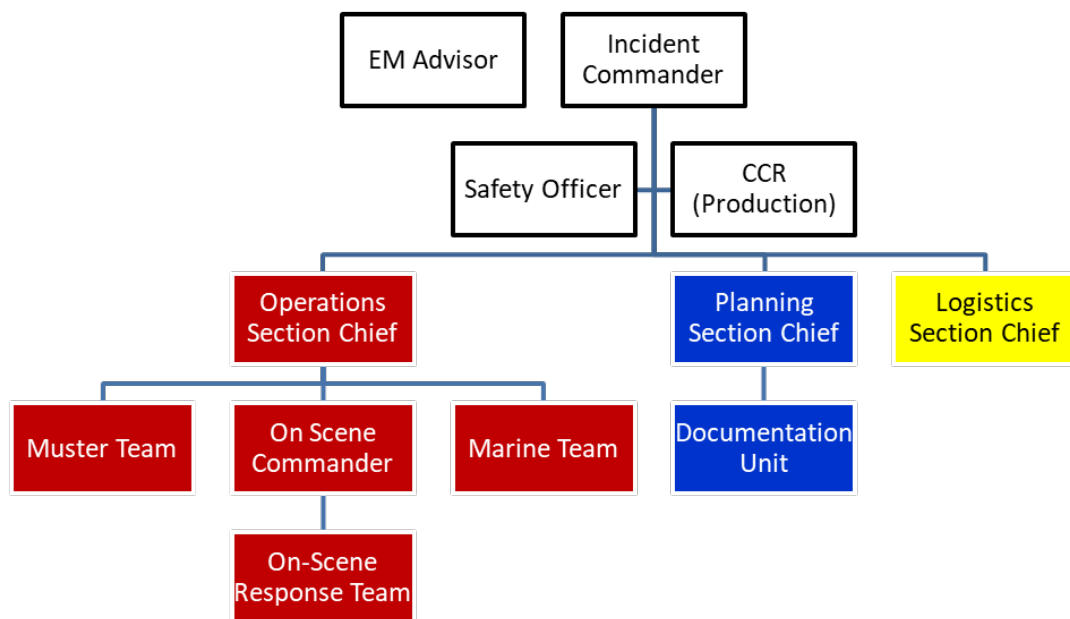 EM Advisor
Incident
Commander
Safety Officer
CCR
(Production)
Operations
Section Chief
Planning
Section Chief
Logistics
Section Chief
Muster Team
On Scene
Commander
Marine Team
Documentation
Unit
On-Scene
Response Team